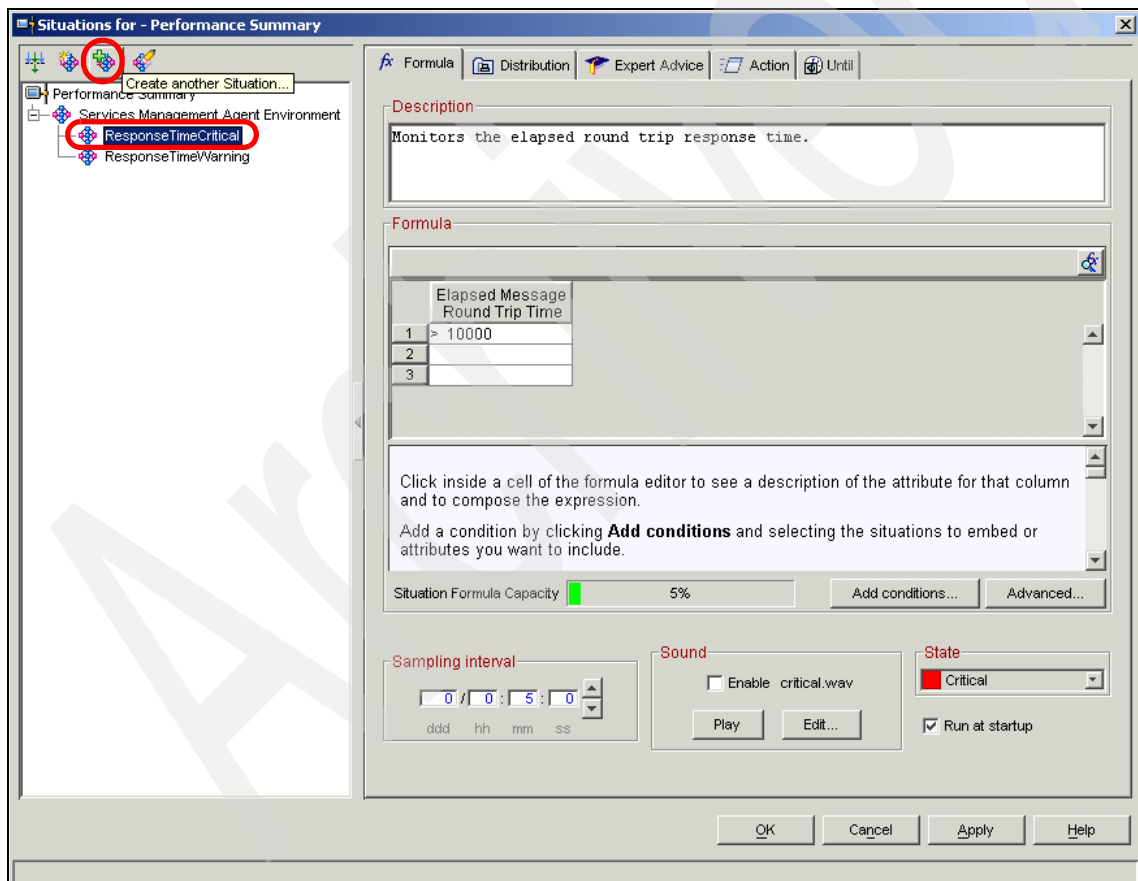 Situations for - Performance Summary
Create another Situation...
Performance Summary
Services Management Agent Environment
ResponseTimeCritical
ResponseTimeWarning
fx Formula
Distribution
Expert Advice
Action
Until
Description
Monitors the elapsed round trip response time.
Formula
Elapsed Message
Round Trip Time
1 > 10000
2
3
Click inside a cell of the formula editor to see a description of the attribute for that column
and to compose the expression.
Add a condition by clicking Add conditions and selecting the situations to embed or
attributes you want to include.
Situation Formula Capacity 5% Add conditions... Advanced...
Sampling interval
0 / 0 : 5 : 0
ddd hh mm ss
Sound
Enable critical.wav
Play Edit...
State
Critical
Run at startup
OK Cancel Apply Help